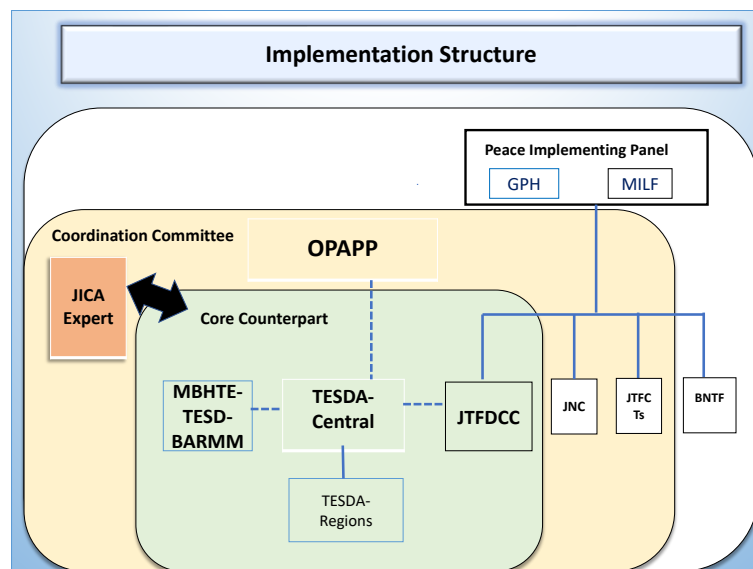 Implementation Structure
Peace Implementing Panel
GPH
MILF
Coordination Committee
OPAPP
JICA
Expert
Core Counterpart
MBHTE-
TESD-
BARMM
TESDA-
Central
JTFDCC
JNC
JTFC
Ts
BNTF
TESDA-
Regions